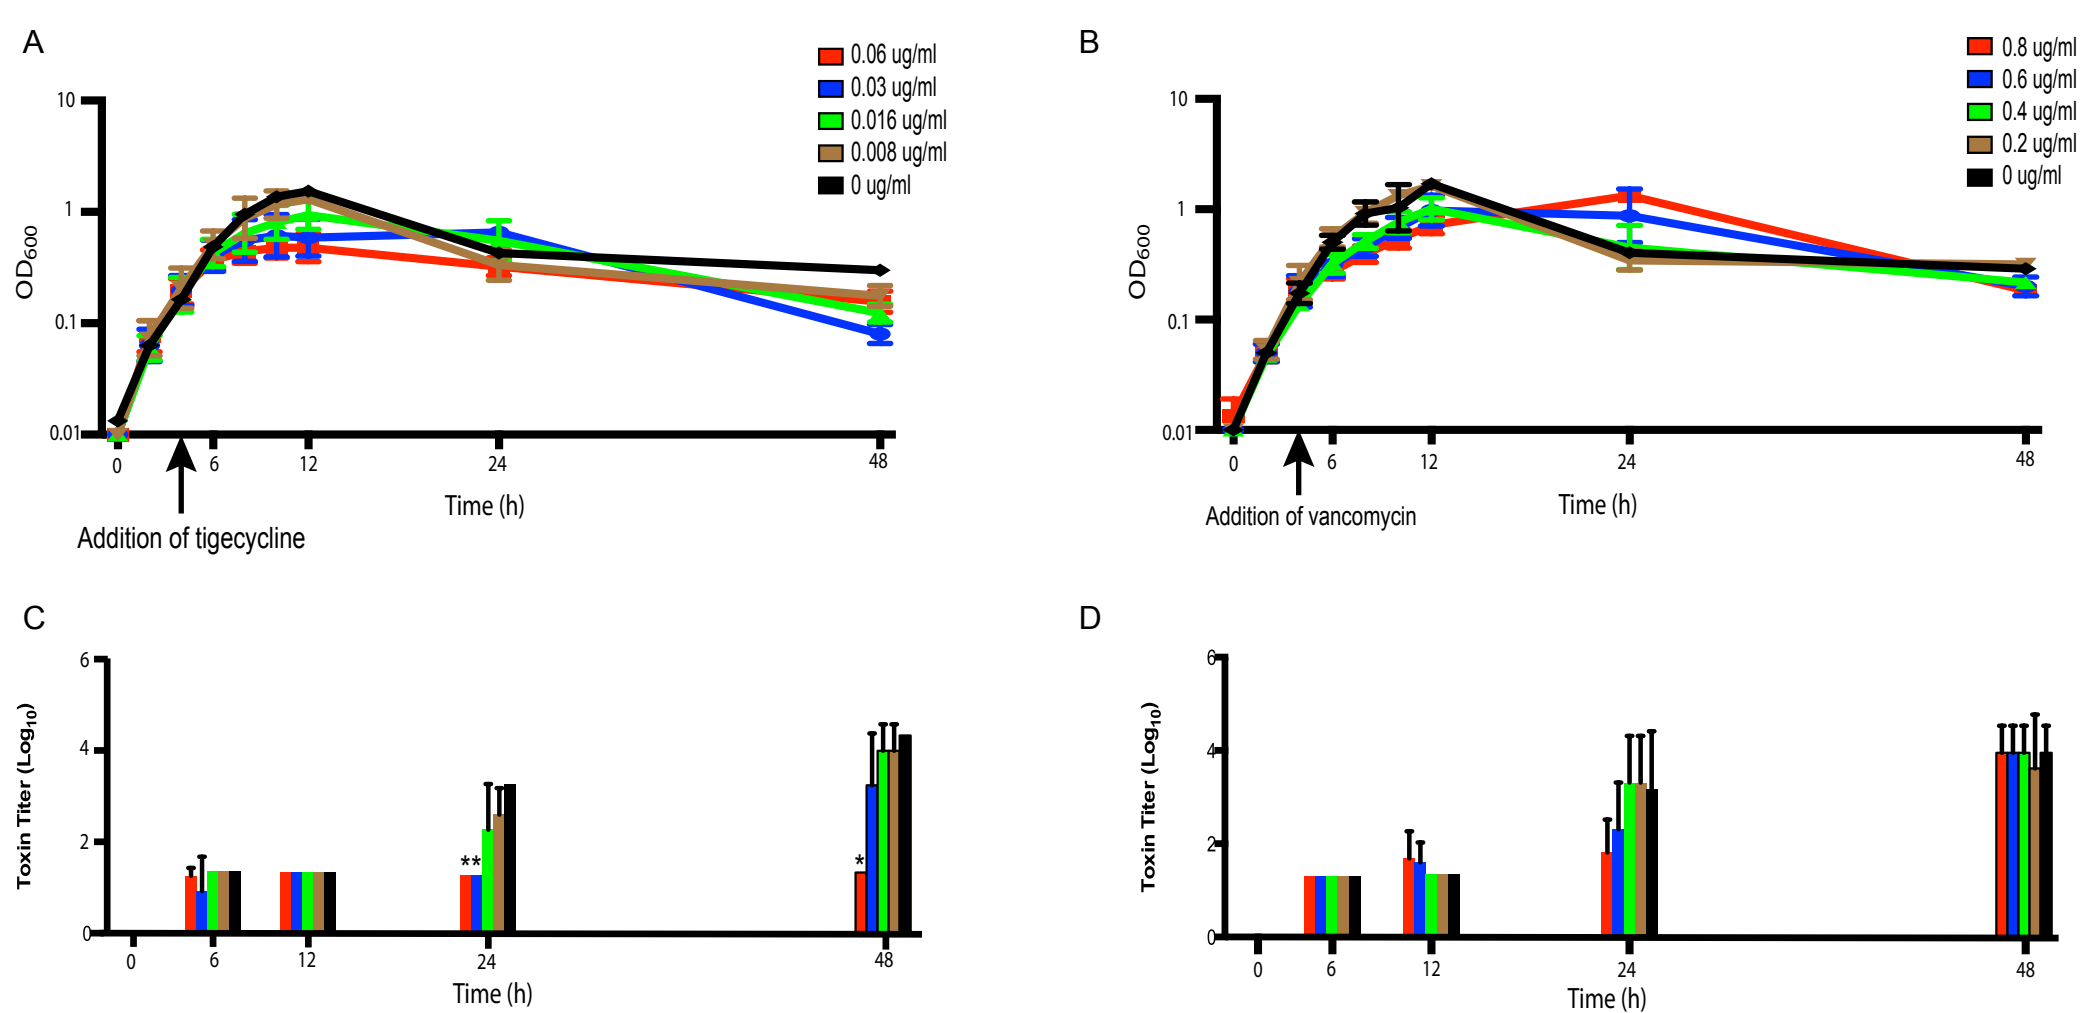 A
0.06 ug/ml
0.03 ug/ml
0.016 ug/ml
0.008 ug/ml
0 ug/ml
10
1
0.1
0.01
OD600
0 6 12 24 48
Time (h)
Addition of tigecycline
B
0.8 ug/ml
0.6 ug/ml
0.4 ug/ml
0.2 ug/ml
0 ug/ml
10
1
0.1
0.01
OD600
0 6 12 24 48
Time (h)
Addition of vancomycin
C
6
4
2
0
Toxin Titer (Log10)
**
*
0 6 12 24 48
Time (h)
D
6
4
2
0
Toxin Titer (Log10)
0 6 12 24 48
Time (h)